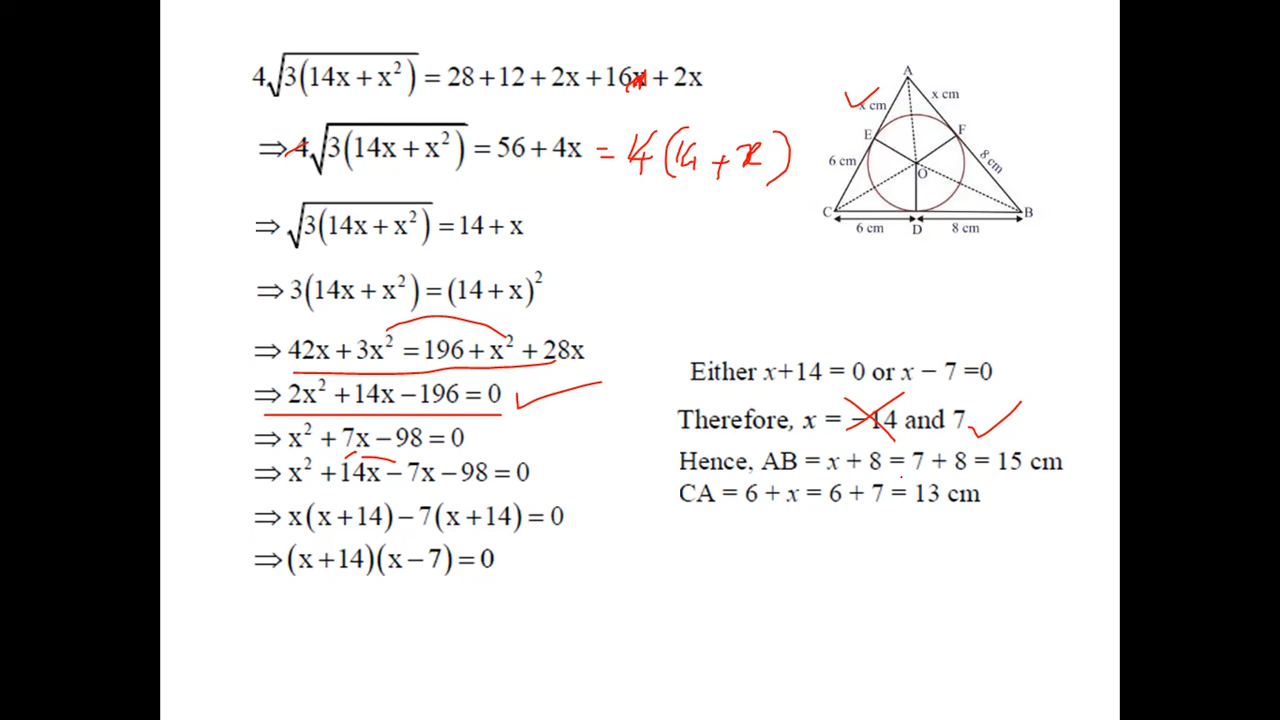 4√3(14x + x²) = 28 + 12 + 2x + 16x + 2x
⇒ 4√3(14x + x²) = 56 + 4x = 4(14 + x)
⇒ √3(14x + x²) = 14 + x
⇒ 3(14x + x²) = (14 + x)²
⇒ 42x + 3x² = 196 + x² + 28x
⇒ 2x² + 14x − 196 = 0
⇒ x² + 7x − 98 = 0
⇒ x² + 14x − 7x − 98 = 0
⇒ x(x + 14) − 7(x + 14) = 0
⇒ (x + 14)(x − 7) = 0
A
x cm x cm
E F
6 cm 8 cm
O
C B
6 cm D 8 cm
Either x+14 = 0 or x − 7 =0
Therefore, x = −14 and 7
Hence, AB = x + 8 = 7 + 8 = 15 cm
CA = 6 + x = 6 + 7 = 13 cm